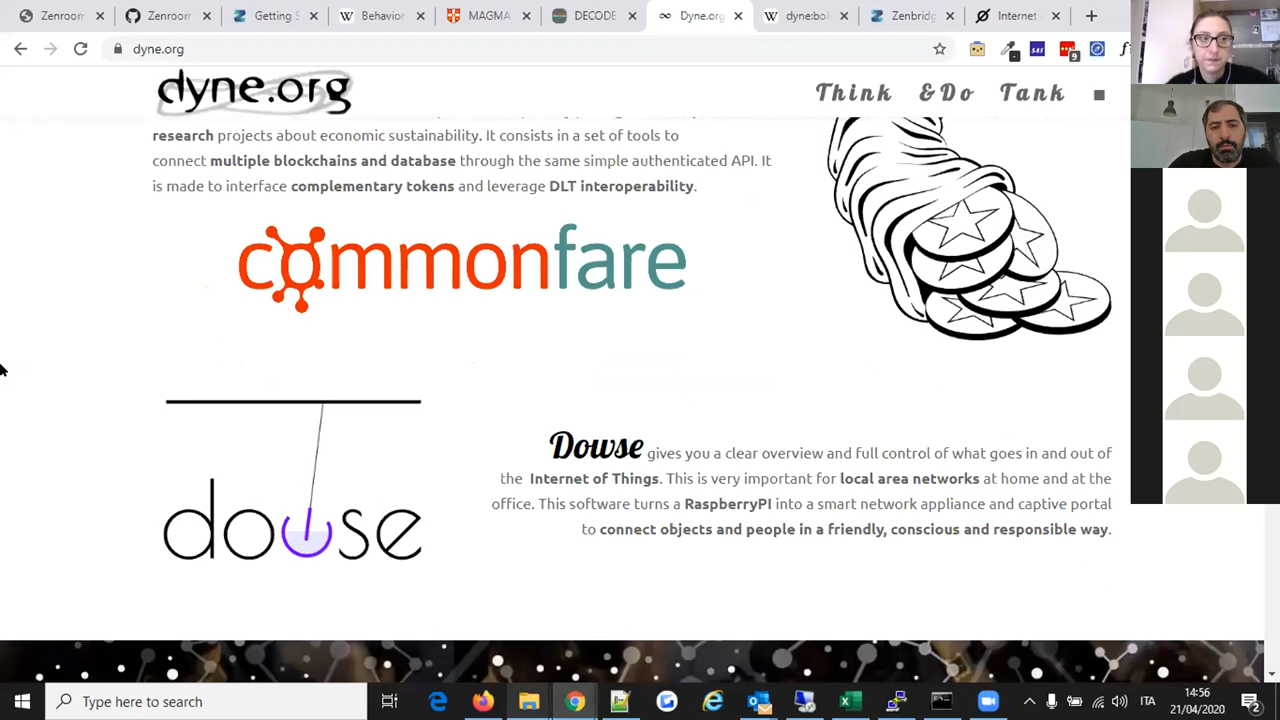 Zenroom
Zenroom
Getting S
Behavior
MAGMA
DECODE
Dyne.org
dyne:bol
Zenbridg
Internet
dyne.org
SAS
9
dyne.org
Think &Do Tank
research projects about economic sustainability. It consists in a set of tools to
connect multiple blockchains and database through the same simple authenticated API. It
is made to interface complementary tokens and leverage DLT interoperability.
commonfare
dowse
Dowse gives you a clear overview and full control of what goes in and out of
the Internet of Things. This is very important for local area networks at home and at the
office. This software turns a RaspberryPI into a smart network appliance and captive portal
to connect objects and people in a friendly, conscious and responsible way.
Type here to search
ITA
14:56
21/04/2020
2